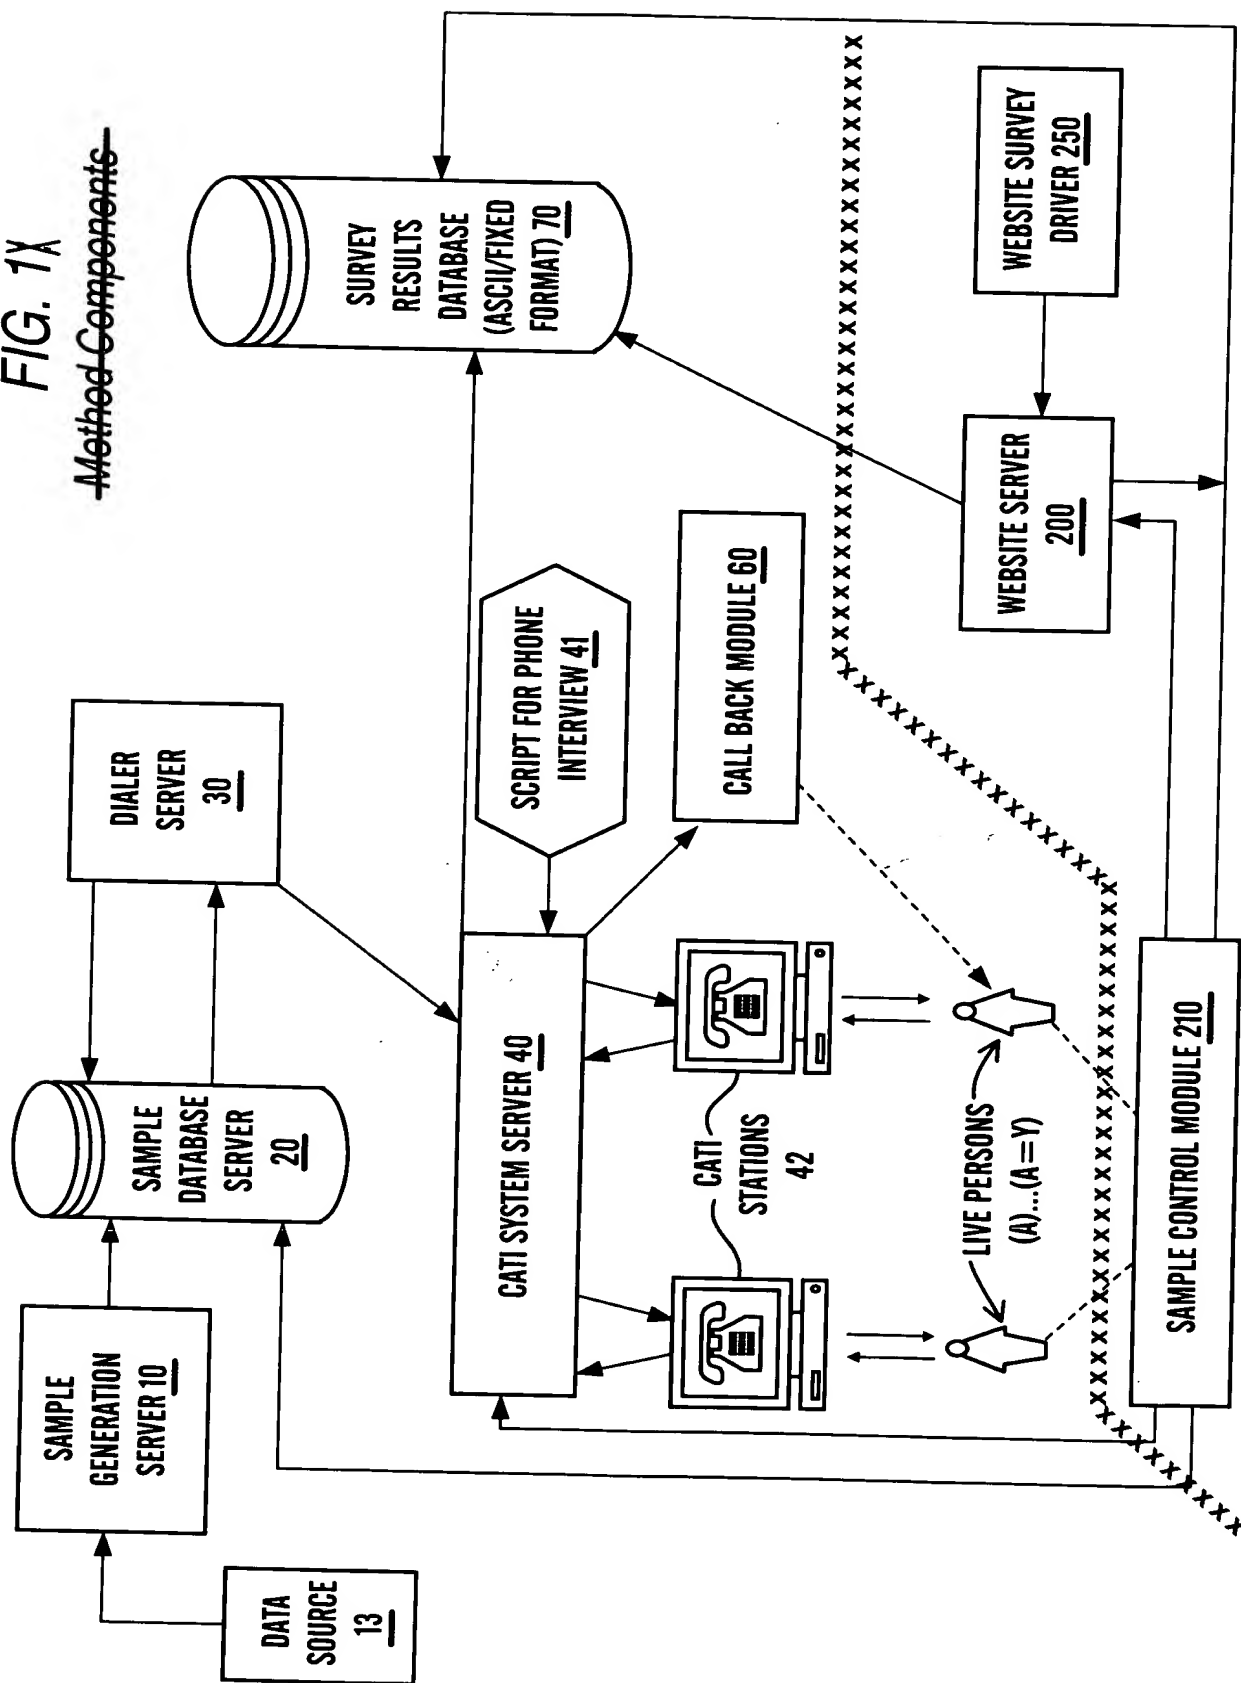 FIG. 1X
Method Components
DATA
SOURCE
13
SAMPLE
GENERATION
SERVER 10
SAMPLE
DATABASE
SERVER
20
DIALER
SERVER
30
SURVEY
RESULTS
DATABASE
(ASCII/FIXED
FORMAT) 70
CATI SYSTEM SERVER 40
SCRIPT FOR PHONE
INTERVIEW 41
CALL BACK MODULE 60
CATI
STATIONS
42
LIVE PERSONS
(A)...(A=Y)
xxxxxxxxxxxxxxxxxxxxxxxxxxxxxxxxxxxxxxxxxxxxxxxxxxxxxxxxxxxxxxxxxxxxxxxxxxxxxxxxxxxxxxxxxxxxxxxxxxxx
SAMPLE CONTROL MODULE 210
WEBSITE SERVER
200
WEBSITE SURVEY
DRIVER 250